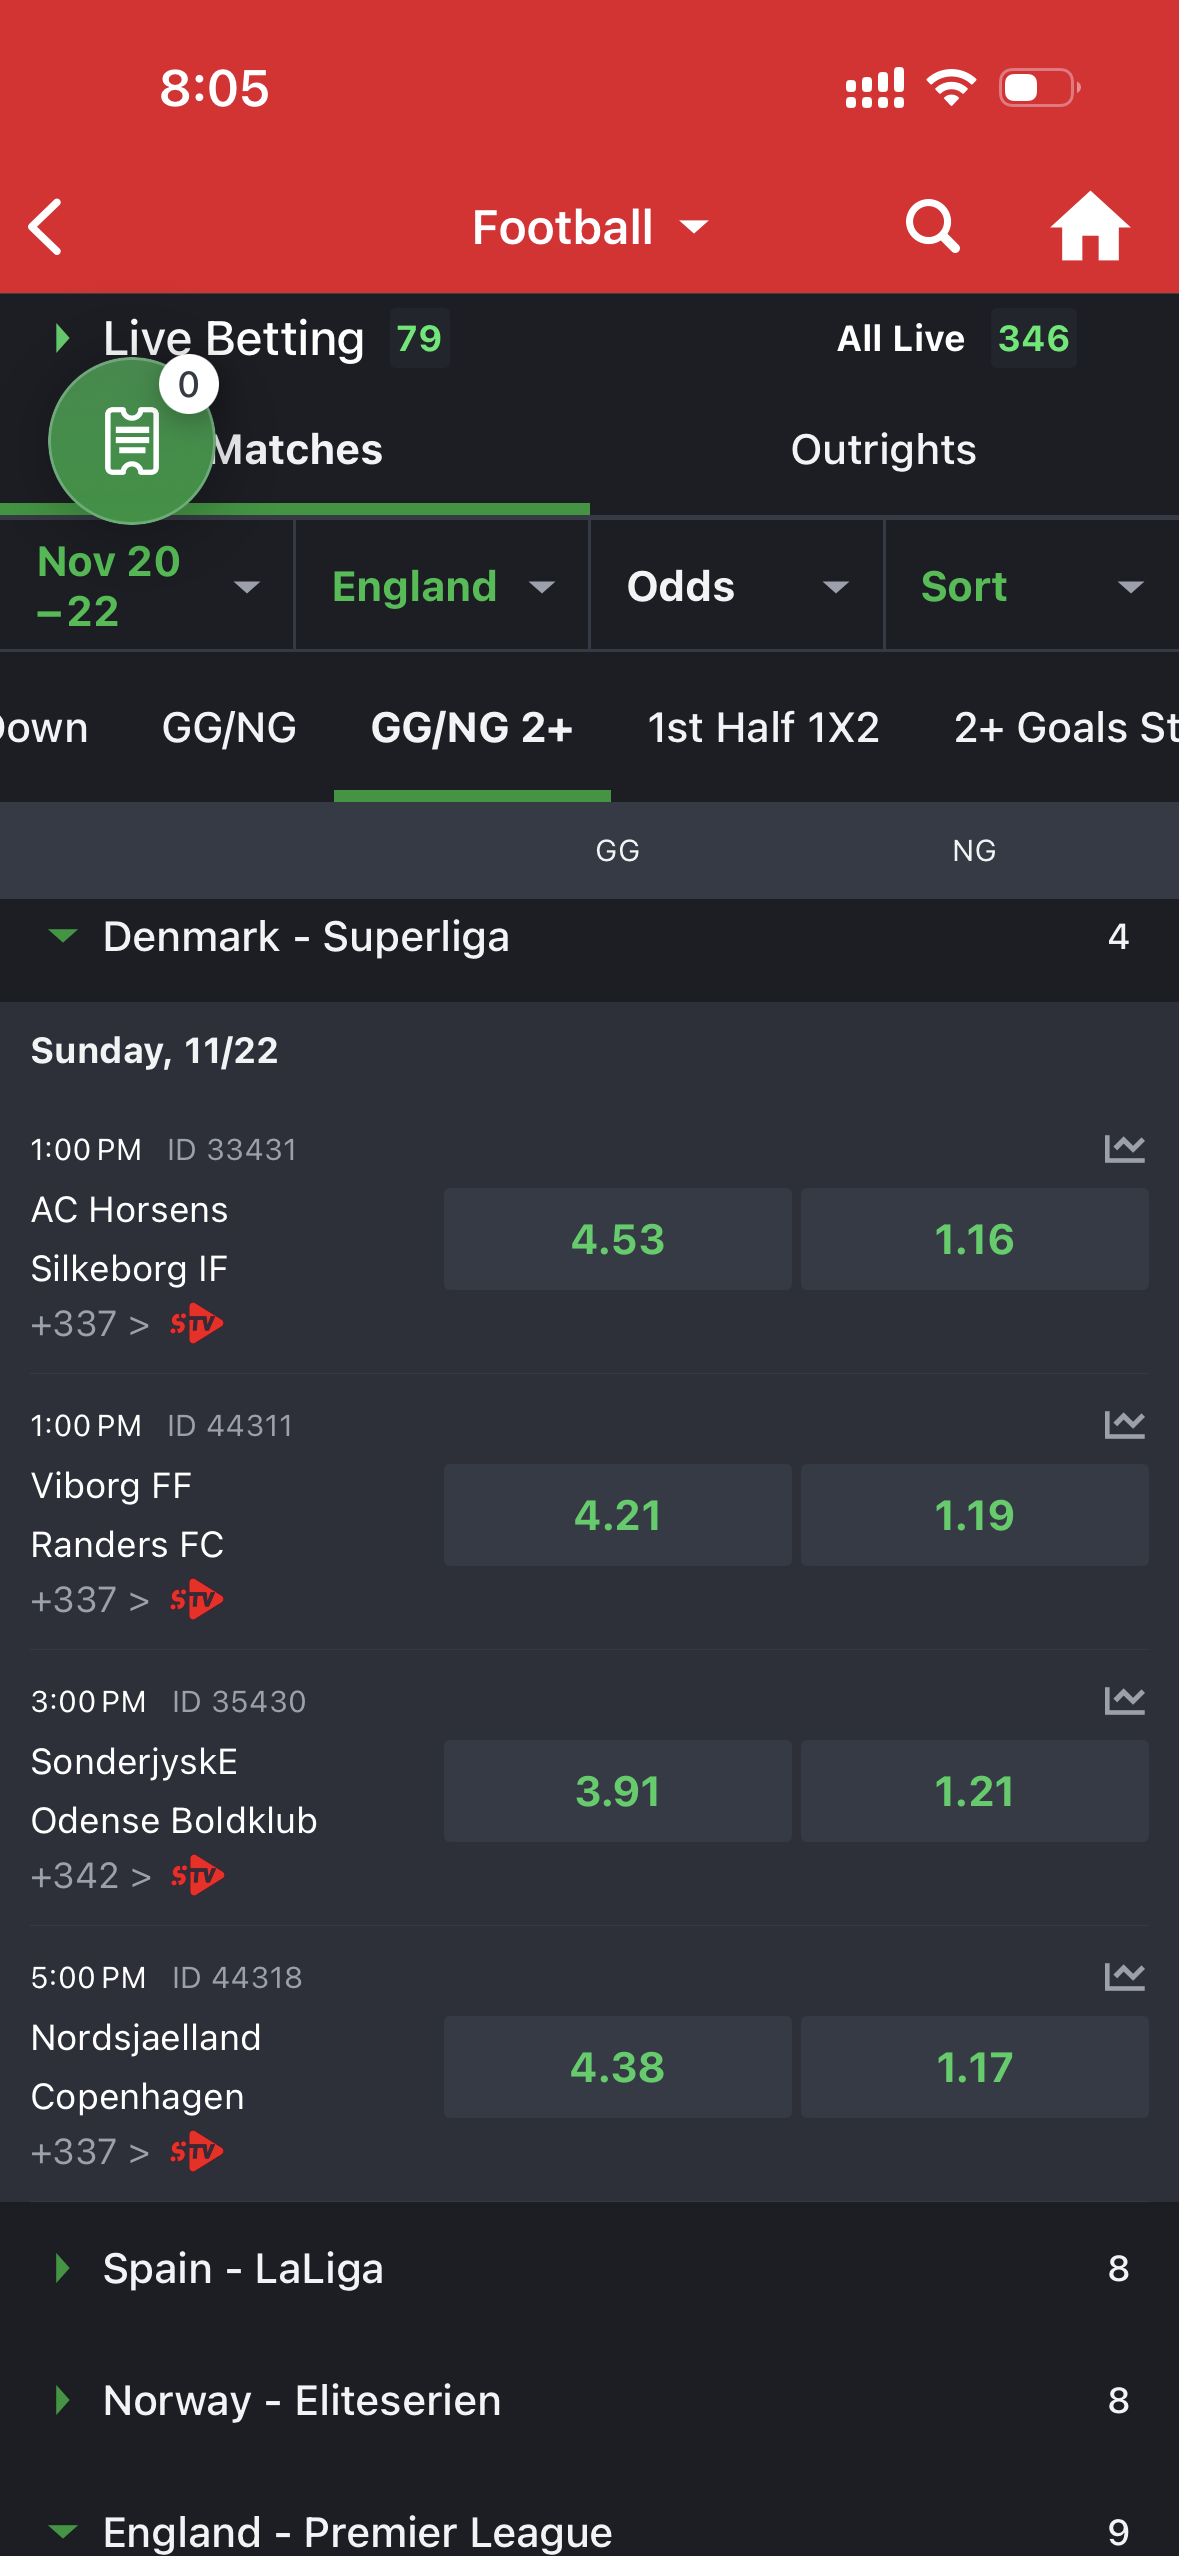 8:05
Football
Live Betting 79 All Live 346
0
Matches Outrights
Nov 20
–22
England Odds Sort
Down GG/NG GG/NG 2+ 1st Half 1X2 2+ Goals St
GG NG
Denmark - Superliga 4
Sunday, 11/22
1:00 PM ID 33431
AC Horsens
Silkeborg IF
4.53 1.16
+337 > STV
1:00 PM ID 44311
Viborg FF
Randers FC
4.21 1.19
+337 > STV
3:00 PM ID 35430
SonderjyskE
Odense Boldklub
3.91 1.21
+342 > STV
5:00 PM ID 44318
Nordsjaelland
Copenhagen
4.38 1.17
+337 > STV
Spain - LaLiga 8
Norway - Eliteserien 8
England - Premier League 9